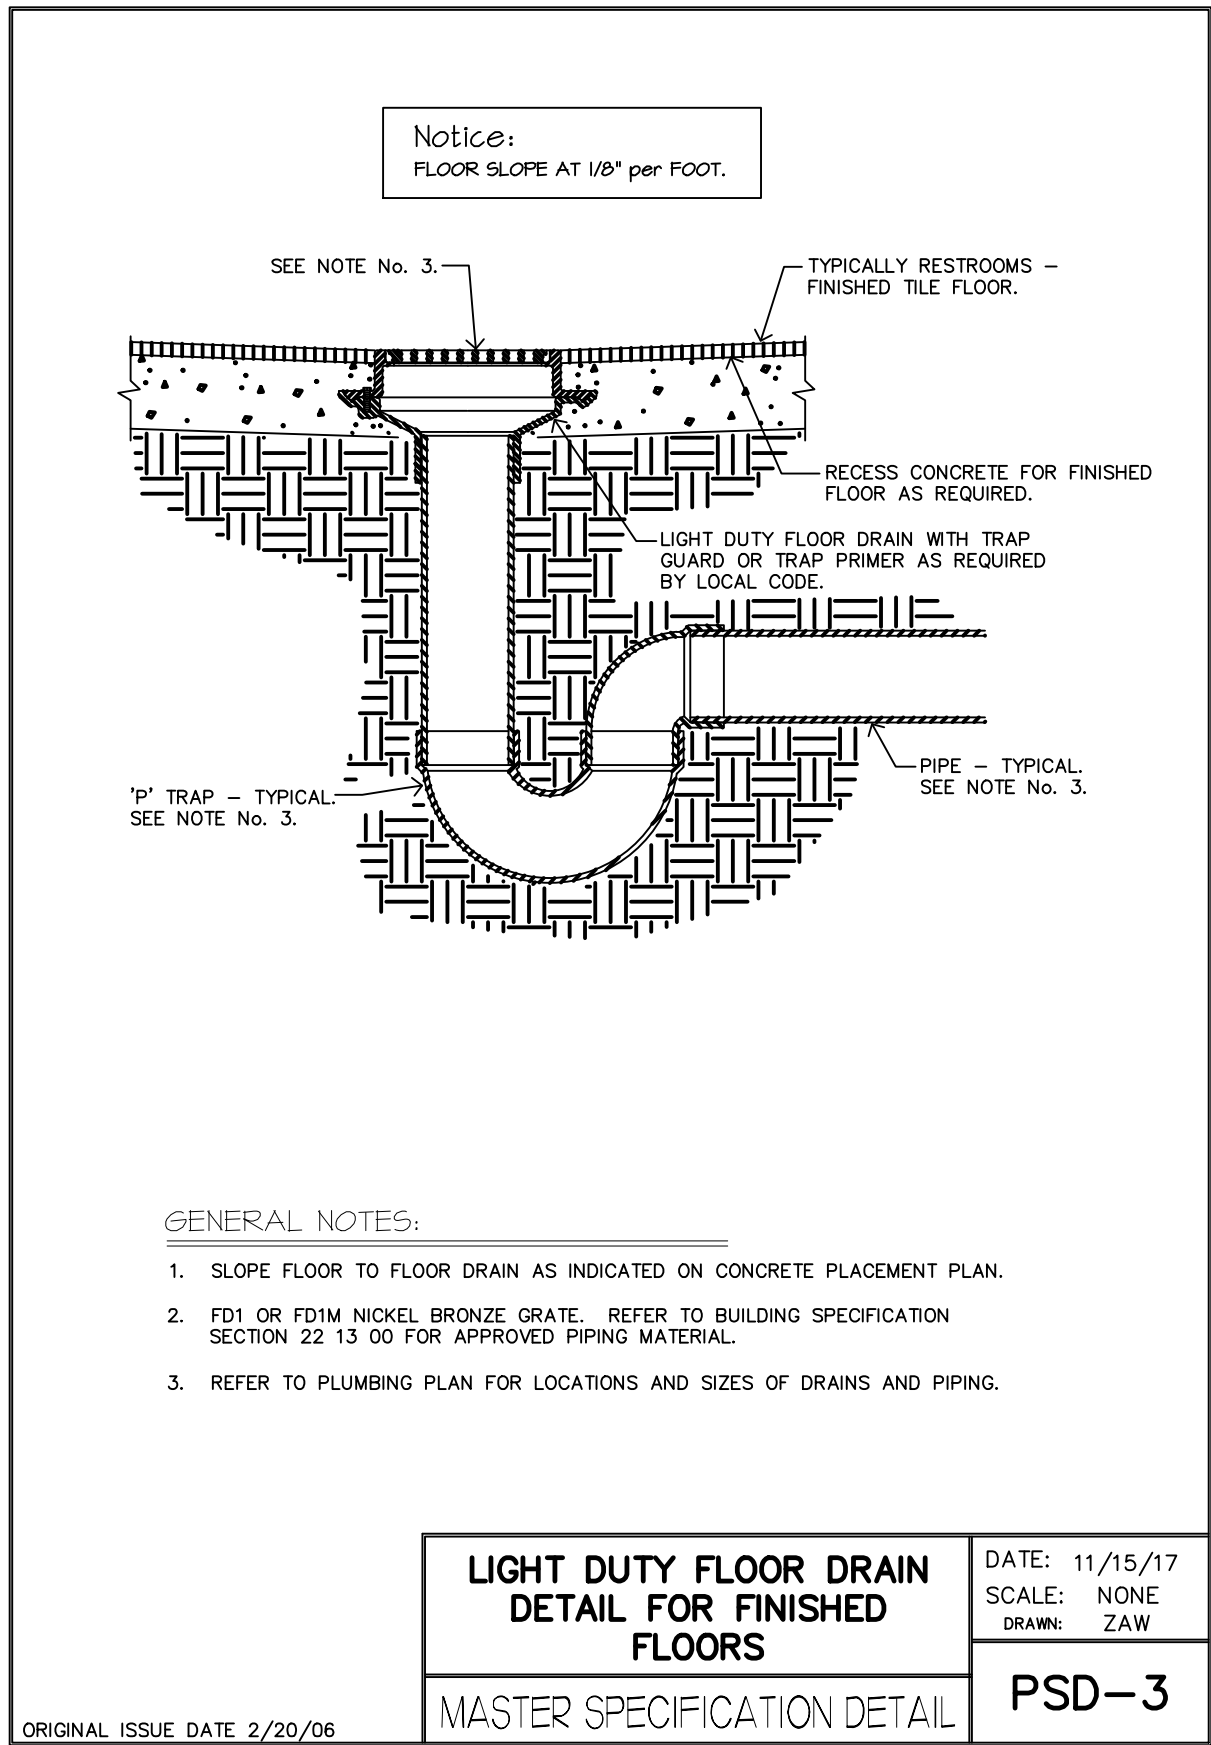 Notice:
FLOOR SLOPE AT 1/8" per FOOT.
SEE NOTE No. 3.
TYPICALLY RESTROOMS –
FINISHED TILE FLOOR.
RECESS CONCRETE FOR FINISHED
FLOOR AS REQUIRED.
LIGHT DUTY FLOOR DRAIN WITH TRAP
GUARD OR TRAP PRIMER AS REQUIRED
BY LOCAL CODE.
PIPE – TYPICAL.
SEE NOTE No. 3.
'P' TRAP – TYPICAL.
SEE NOTE No. 3.
GENERAL NOTES:
1. SLOPE FLOOR TO FLOOR DRAIN AS INDICATED ON CONCRETE PLACEMENT PLAN.
2. FD1 OR FD1M NICKEL BRONZE GRATE. REFER TO BUILDING SPECIFICATION
SECTION 22 13 00 FOR APPROVED PIPING MATERIAL.
3. REFER TO PLUMBING PLAN FOR LOCATIONS AND SIZES OF DRAINS AND PIPING.
LIGHT DUTY FLOOR DRAIN
DETAIL FOR FINISHED
FLOORS
DATE: 11/15/17
SCALE: NONE
DRAWN: ZAW
MASTER SPECIFICATION DETAIL
PSD–3
ORIGINAL ISSUE DATE 2/20/06